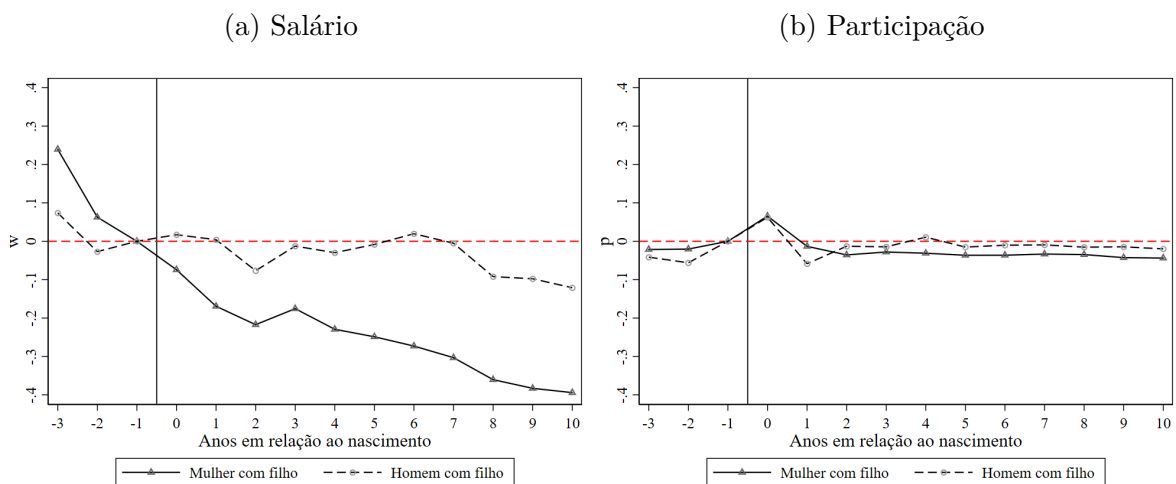 (a) Salário
(b) Participação
.4
.3
.2
.1
0
-.1
-.2
-.3
-.4
w
-3 -2 -1 0 1 2 3 4 5 6 7 8 9 10
Anos em relação ao nascimento
Mulher com filho Homem com filho
.4
.3
.2
.1
0
-.1
-.2
-.3
-.4
p
-3 -2 -1 0 1 2 3 4 5 6 7 8 9 10
Anos em relação ao nascimento
Mulher com filho Homem com filho